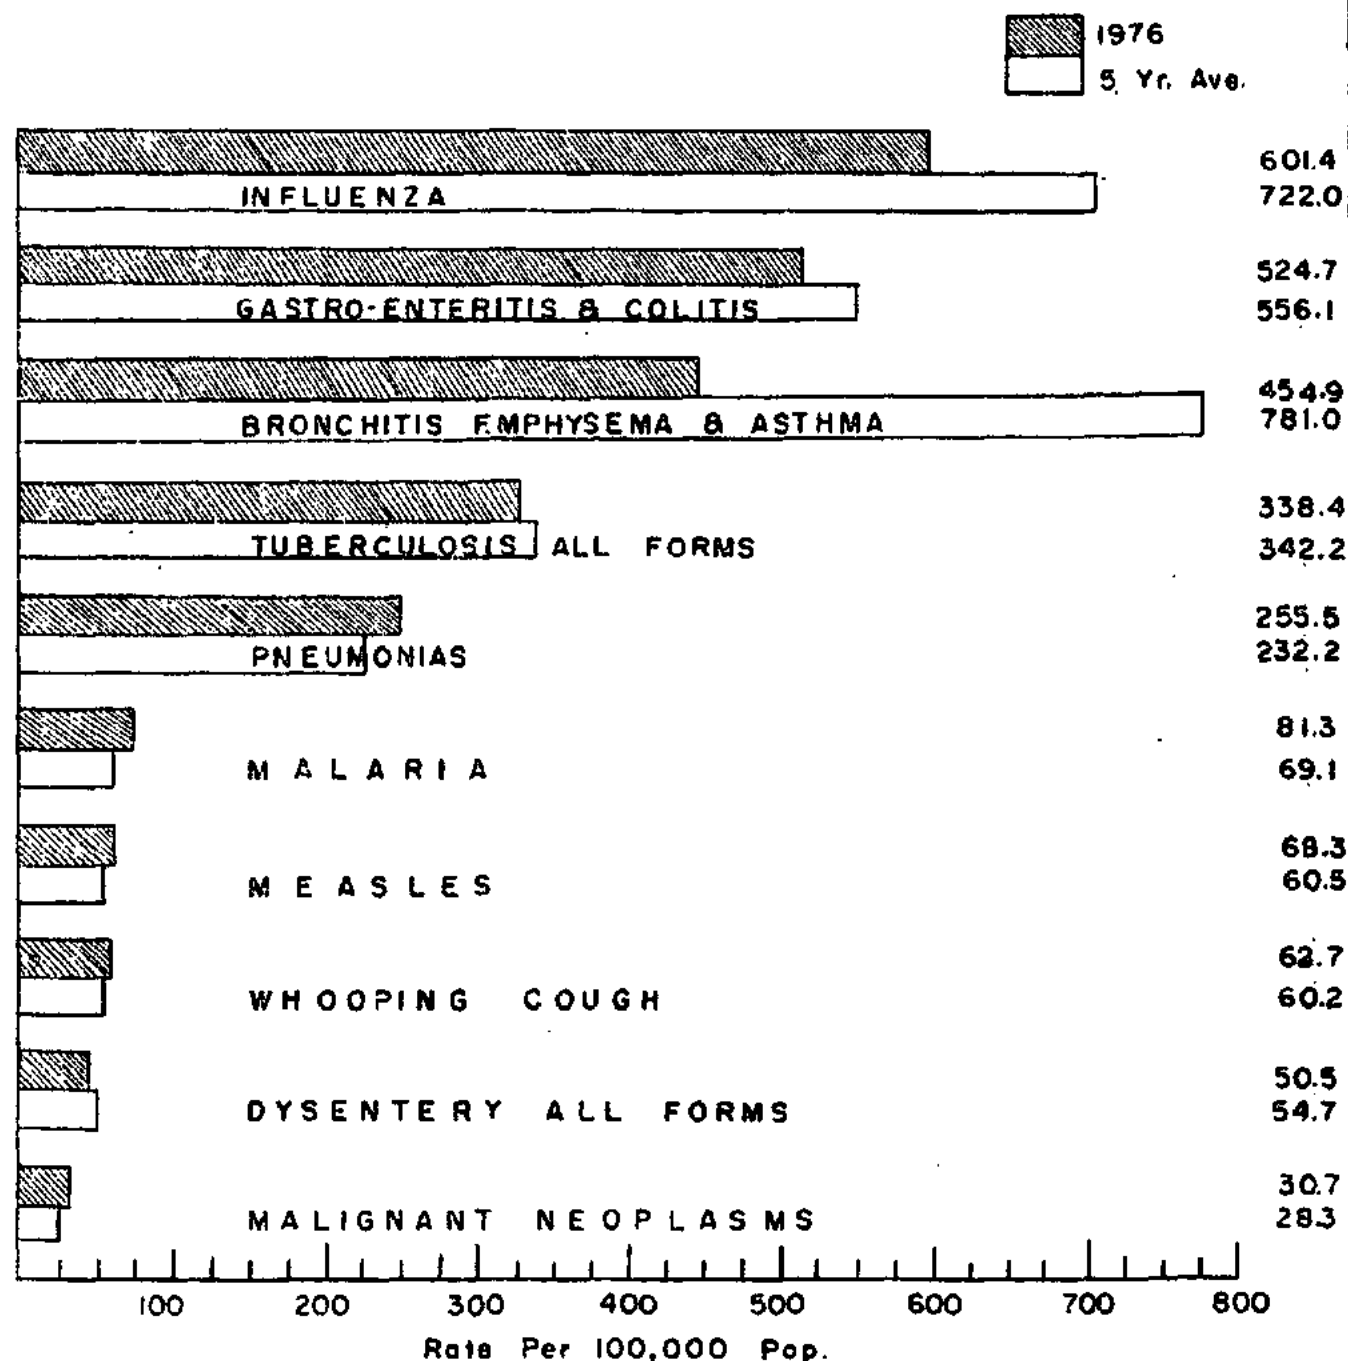 1976
5 Yr. Ave.
601.4
INFLUENZA 722.0
524.7
GASTRO-ENTERITIS & COLITIS 556.1
454.9
BRONCHITIS EMPHYSEMA & ASTHMA 781.0
338.4
TUBERCULOSIS ALL FORMS 342.2
255.5
PNEUMONIAS 232.2
81.3
MALARIA 69.1
68.3
MEASLES 60.5
62.7
WHOOPING COUGH 60.2
50.5
DYSENTERY ALL FORMS 54.7
30.7
MALIGNANT NEOPLASMS 28.3
100 200 300 400 500 600 700 800
Rate Per 100,000 Pop.